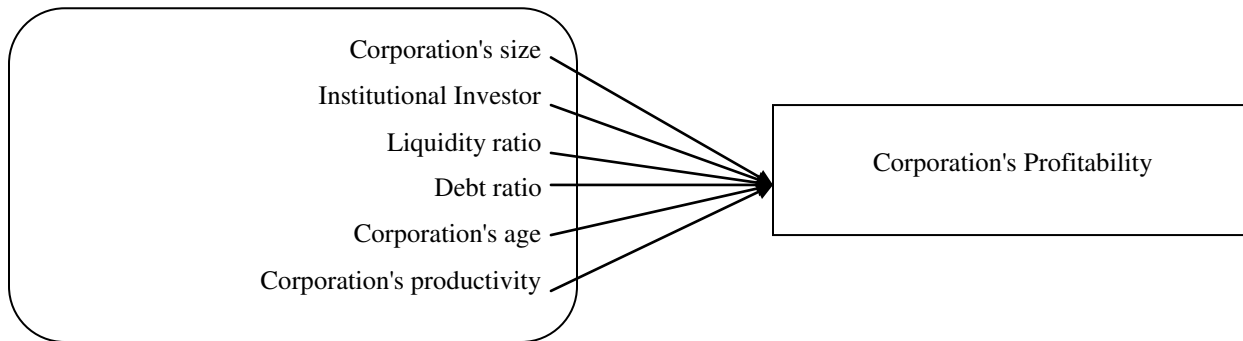 Corporation's size
Institutional Investor
Liquidity ratio
Debt ratio
Corporation's age
Corporation's productivity
Corporation's Profitability